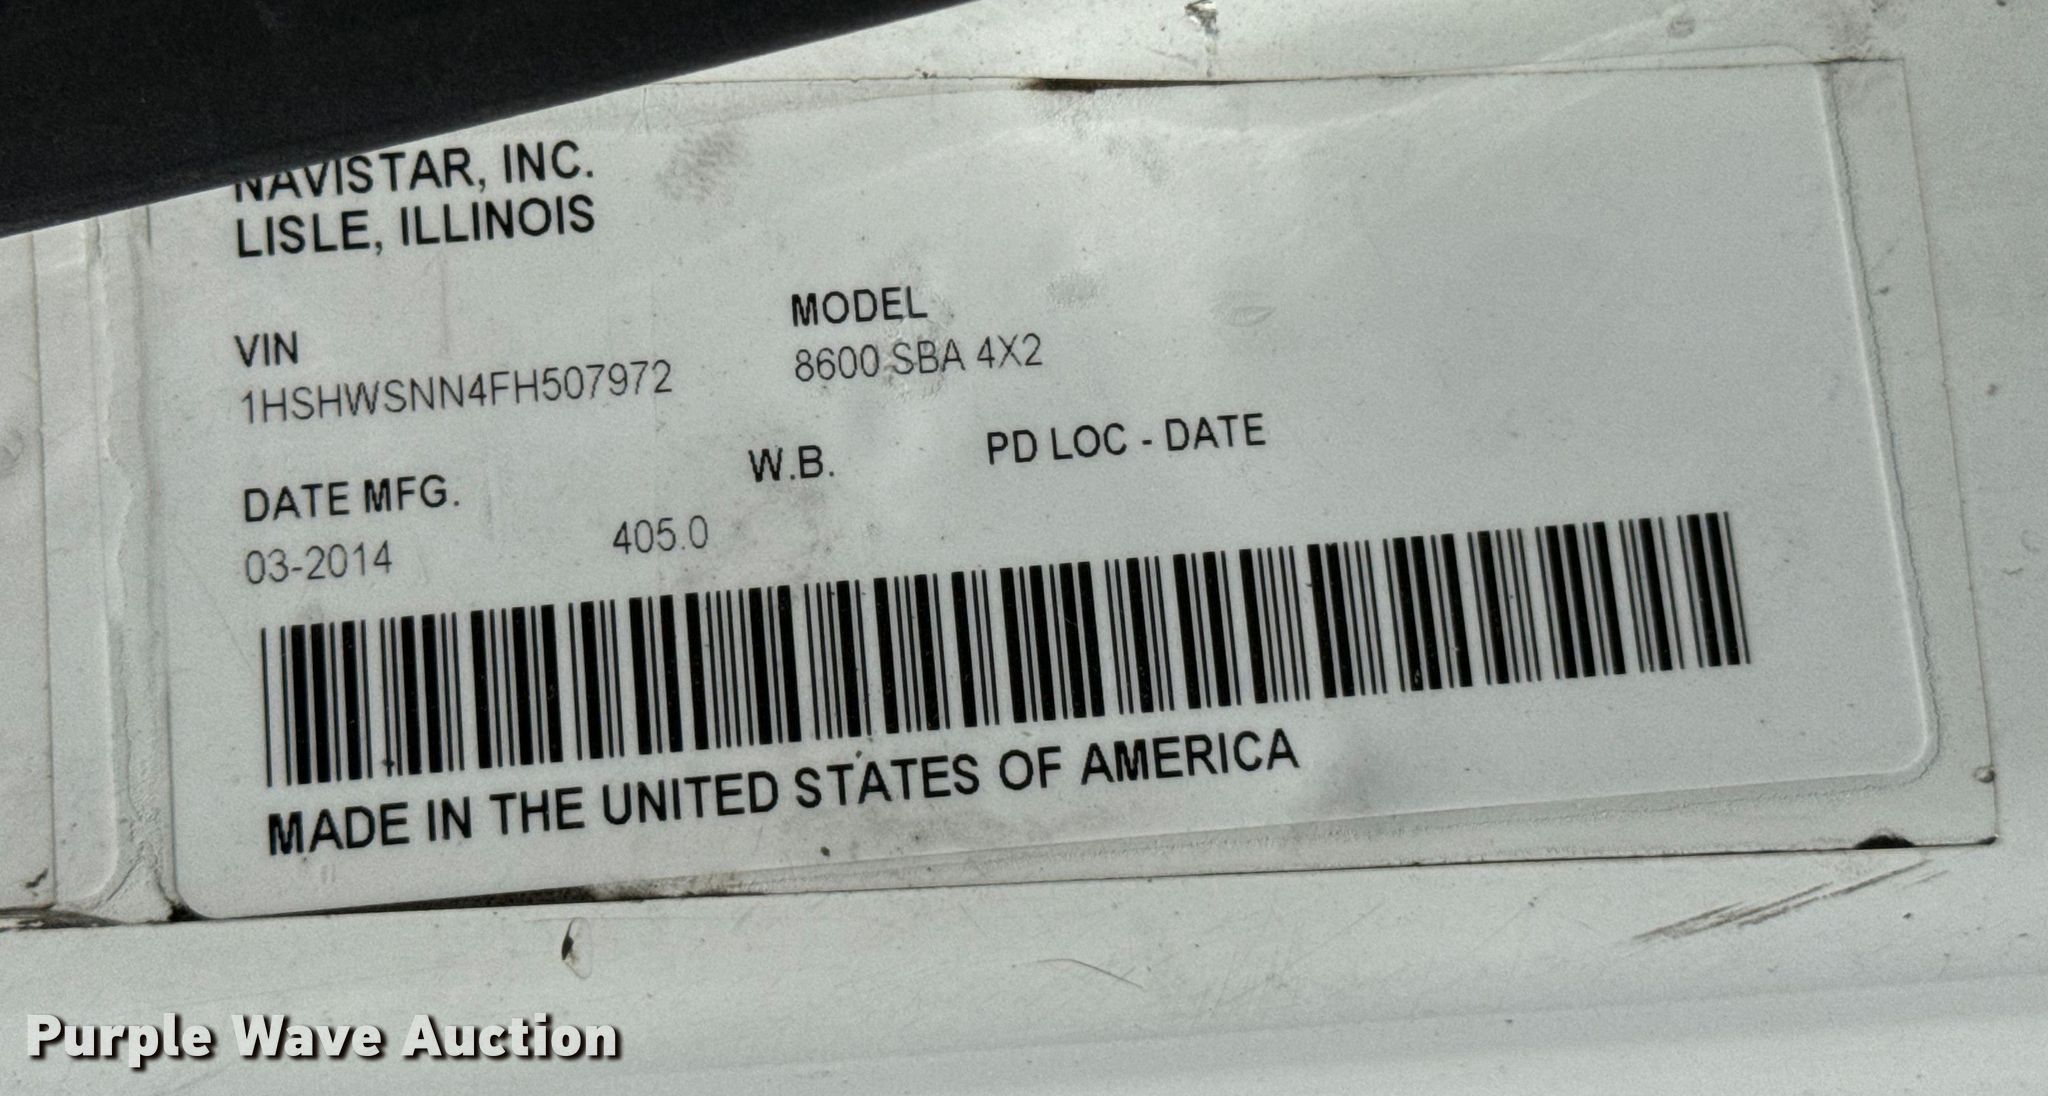 NAVISTAR, INC.
LISLE, ILLINOIS
VIN
MODEL
1HSHWSNN4FH507972
8600 SBA 4X2
DATE MFG.
W.B.
PD LOC - DATE
03-2014
405.0
MADE IN THE UNITED STATES OF AMERICA
Purple Wave Auction